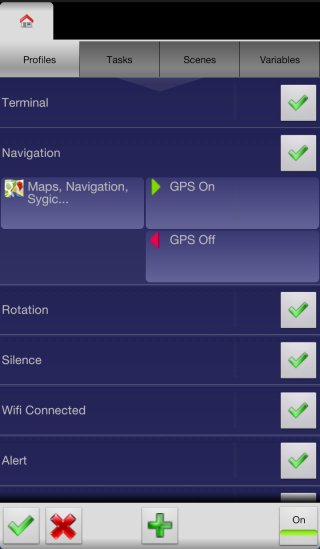 Profiles
Tasks
Scenes
Variables
Terminal
Navigation
Maps, Navigation,
Sygic...
GPS On
GPS Off
Rotation
Silence
Wifi Connected
Alert
On